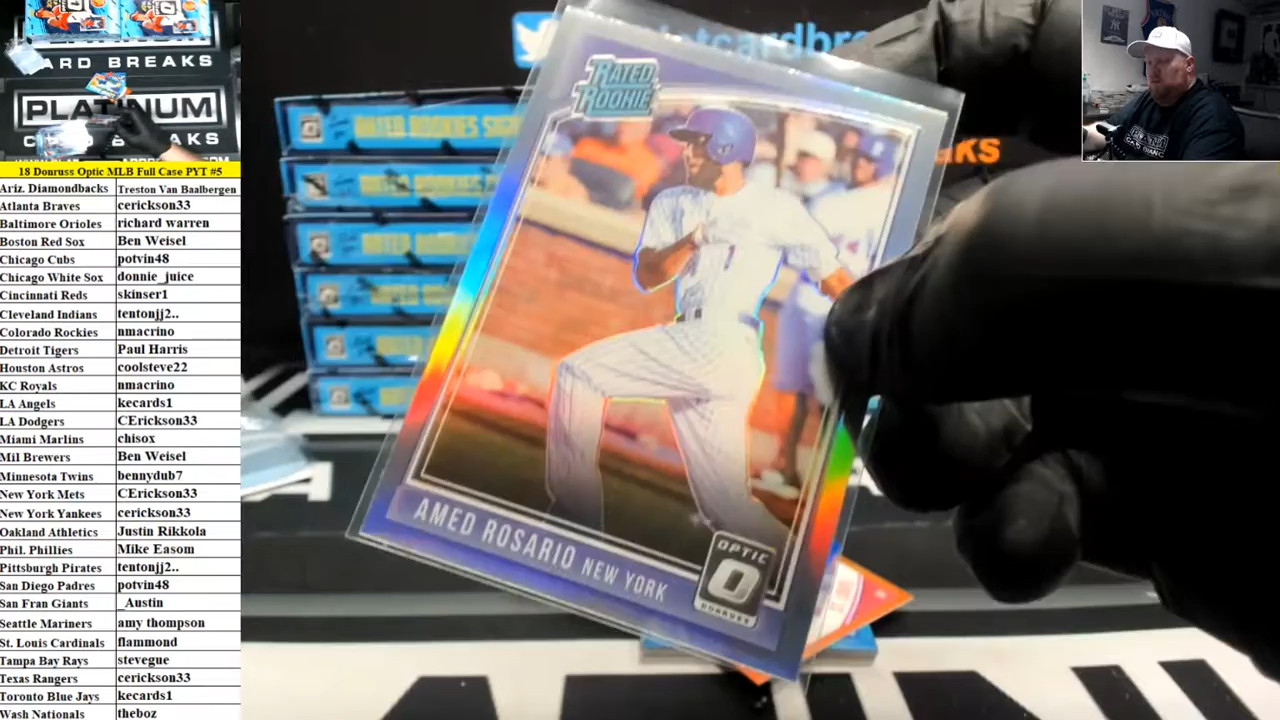 ARD BREAKS
PLATINUM
C RD BREAKS
18 Donruss Optic MLB Full Case PYT #5
Ariz. Diamondbacks Treston Van Baalbergen
Atlanta Braves cerickson33
Baltimore Orioles richard warren
Boston Red Sox Ben Weisel
Chicago Cubs potvin48
Chicago White Sox donnie_juice
Cincinnati Reds skinser1
Cleveland Indians tentonjj2..
Colorado Rockies nmacrino
Detroit Tigers Paul Harris
Houston Astros coolsteve22
KC Royals nmacrino
LA Angels kecards1
LA Dodgers CErickson33
Miami Marlins chisox
Mil Brewers Ben Weisel
Minnesota Twins bennydub7
New York Mets CErickson33
New York Yankees cerickson33
Oakland Athletics Justin Rikkola
Phil. Phillies Mike Easom
Pittsburgh Pirates tentonjj2..
San Diego Padres potvin48
San Fran Giants _Austin
Seattle Mariners amy thompson
St. Louis Cardinals flammond
Tampa Bay Rays stevegue
Texas Rangers cerickson33
Toronto Blue Jays kecards1
Wash Nationals theboz
RATED
ROOKIE
AMED ROSARIO NEW YORK
OPTIC
DONRUSS
RATED ROOKIES SIGN